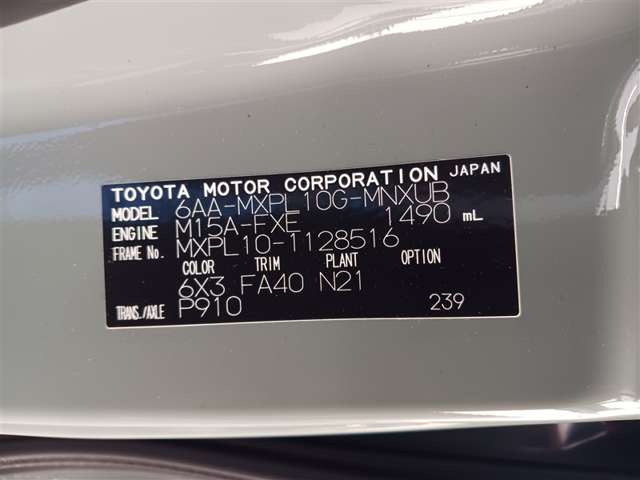 TOYOTA MOTOR CORPORATION JAPAN
MODEL 6AA-MXPL10G-MNXUB
ENGINE M15A-FXE 1490 mL
FRAME No. MXPL10-1128516
COLOR TRIM PLANT OPTION
6X3 FA40 N21
TRANS./AXLE P910 239